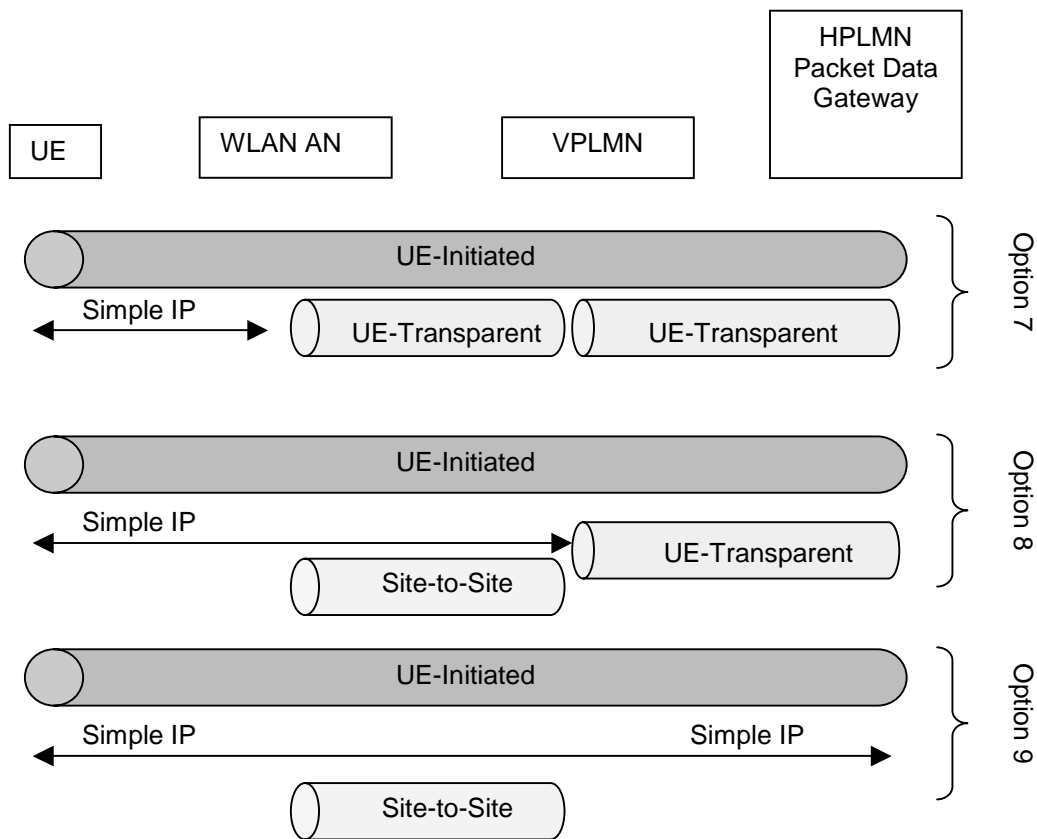 HPLMN
Packet Data
Gateway
UE
WLAN AN
VPLMN
UE-Initiated
Simple IP
UE-Transparent
UE-Transparent
Option 7
UE-Initiated
Simple IP
UE-Transparent
Site-to-Site
Option 8
UE-Initiated
Simple IP
Simple IP
Site-to-Site
Option 9